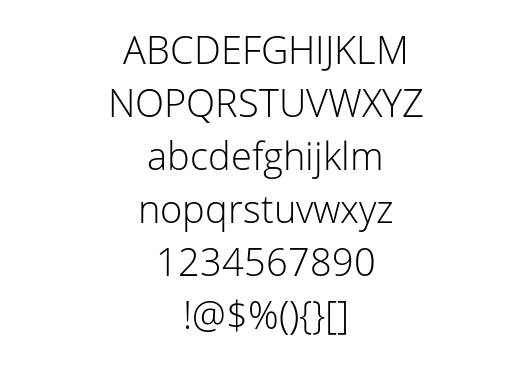 ABCDEFGHIJKLM
NOPQRSTUVWXYZ
abcdefghijklm
nopqrstuvwxyz
1234567890
!@$%(){}[]